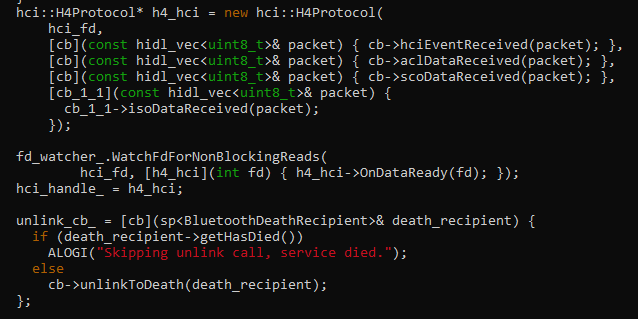 hci::H4Protocol* h4_hci = new hci::H4Protocol(
hci_fd,
[cb](const hidl_vec<uint8_t>& packet) { cb->hciEventReceived(packet); },
[cb](const hidl_vec<uint8_t>& packet) { cb->aclDataReceived(packet); },
[cb](const hidl_vec<uint8_t>& packet) { cb->scoDataReceived(packet); },
[cb_1_1](const hidl_vec<uint8_t>& packet) {
cb_1_1->isoDataReceived(packet);
});
fd_watcher_.WatchFdForNonBlockingReads(
hci_fd, [h4_hci](int fd) { h4_hci->OnDataReady(fd); });
hci_handle_ = h4_hci;
unlink_cb_ = [cb](sp<BluetoothDeathRecipient>& death_recipient) {
if (death_recipient->getHasDied())
ALOGI("Skipping unlink call, service died.");
else
cb->unlinkToDeath(death_recipient);
};